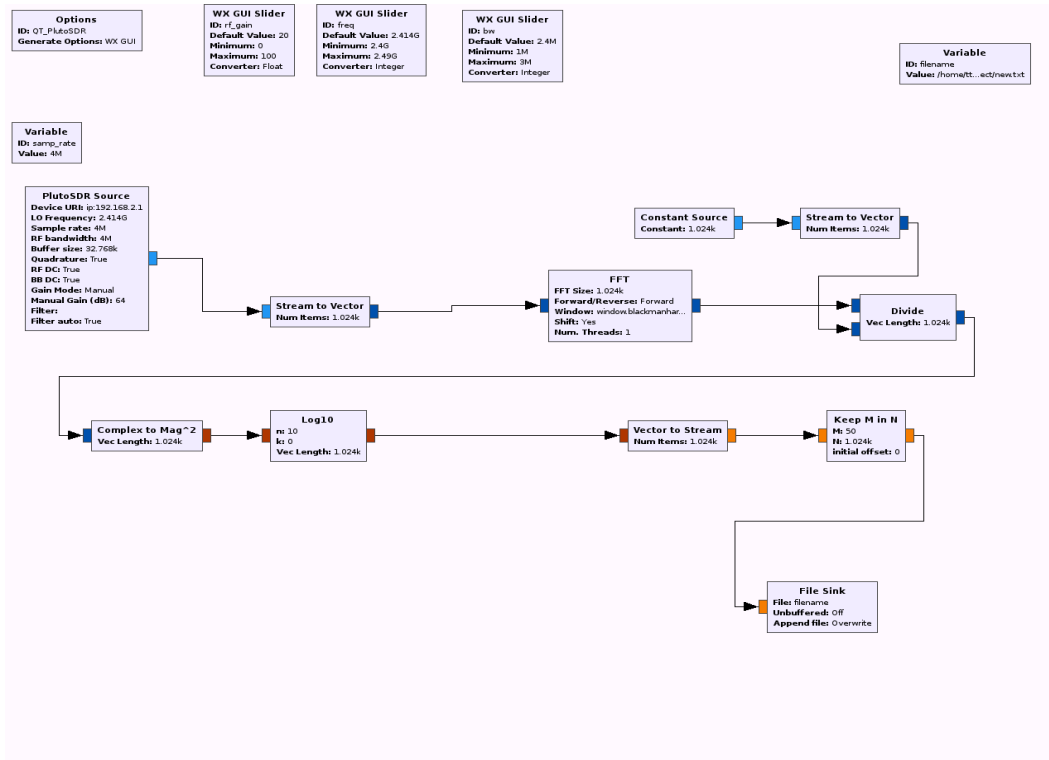 Options
ID: QT_PlutoSDR
Generate Options: WX GUI
WX GUI Slider
ID: rf_gain
Default Value: 20
Minimum: 0
Maximum: 100
Converter: Float
WX GUI Slider
ID: freq
Default Value: 2.414G
Minimum: 2.4G
Maximum: 2.49G
Converter: Integer
WX GUI Slider
ID: bw
Default Value: 2.4M
Minimum: 1M
Maximum: 3M
Converter: Integer
Variable
ID: filename
Value: /home/tt...ect/new.txt
Variable
ID: samp_rate
Value: 4M
PlutoSDR Source
Device URI: ip:192.168.2.1
LO Frequency: 2.414G
Sample rate: 4M
RF bandwidth: 4M
Buffer size: 32.768k
Quadrature: True
RF DC: True
BB DC: True
Gain Mode: Manual
Manual Gain (dB): 64
Filter:
Filter auto: True
Stream to Vector
Num Items: 1.024k
FFT
FFT Size: 1.024k
Forward/Reverse: Forward
Window: window.blackmanhar...
Shift: Yes
Num. Threads: 1
Constant Source
Constant: 1.024k
Stream to Vector
Num Items: 1.024k
Divide
Vec Length: 1.024k
Complex to Mag^2
Vec Length: 1.024k
Log10
n: 10
k: 0
Vec Length: 1.024k
Vector to Stream
Num Items: 1.024k
Keep M in N
M: 50
N: 1.024k
initial offset: 0
File Sink
File: filename
Unbuffered: Off
Append file: Overwrite